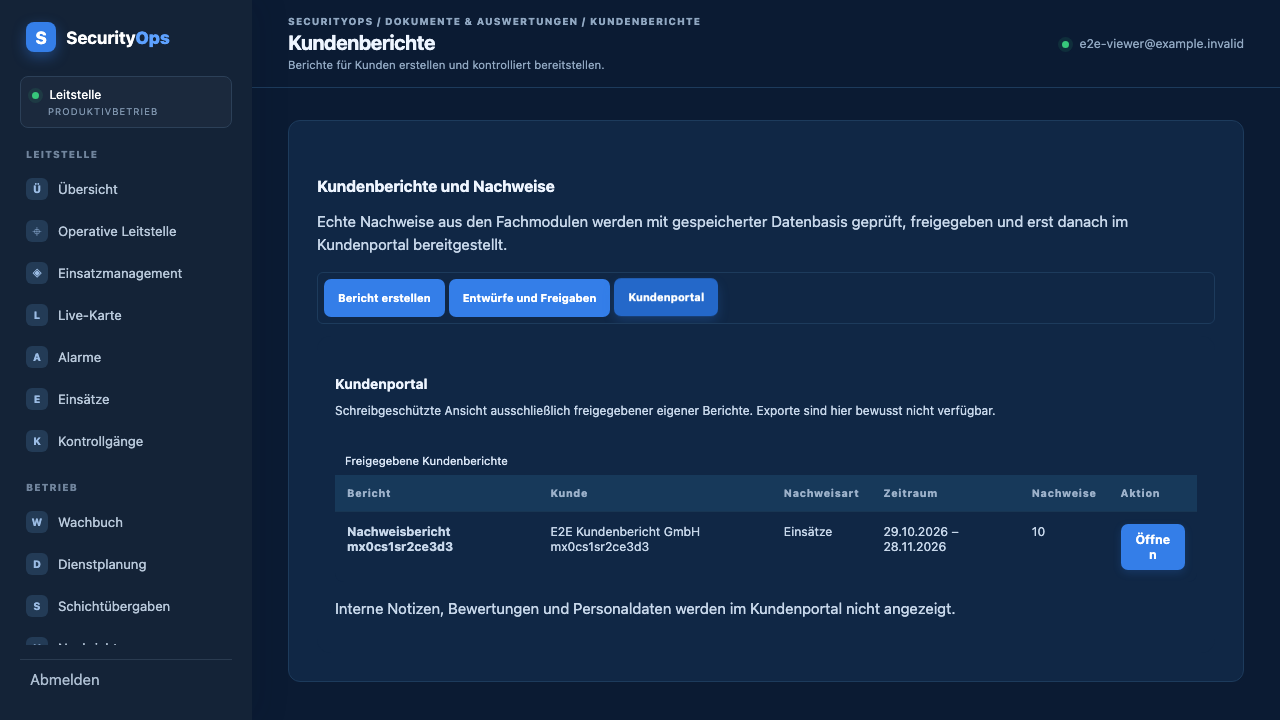 S SecurityOps
Leitstelle
PRODUKTIVBETRIEB
LEITSTELLE
Ü Übersicht
Operative Leitstelle
Einsatzmanagement
L Live-Karte
A Alarme
E Einsätze
K Kontrollgänge
BETRIEB
W Wachbuch
D Dienstplanung
S Schichtübergaben
Abmelden
SECURITYOPS / DOKUMENTE & AUSWERTUNGEN / KUNDENBERICHTE
Kundenberichte
Berichte für Kunden erstellen und kontrolliert bereitstellen.
e2e-viewer@example.invalid
Kundenberichte und Nachweise
Echte Nachweise aus den Fachmodulen werden mit gespeicherter Datenbasis geprüft, freigegeben und erst danach im
Kundenportal bereitgestellt.
Bericht erstellen Entwürfe und Freigaben Kundenportal
Kundenportal
Schreibgeschützte Ansicht ausschließlich freigegebener eigener Berichte. Exporte sind hier bewusst nicht verfügbar.
Freigegebene Kundenberichte
Bericht Kunde Nachweisart Zeitraum Nachweise Aktion
Nachweisbericht E2E Kundenbericht GmbH Einsätze 29.10.2026 – 10 Öffne
mx0cs1sr2ce3d3 mx0cs1sr2ce3d3 28.11.2026 n
Interne Notizen, Bewertungen und Personaldaten werden im Kundenportal nicht angezeigt.